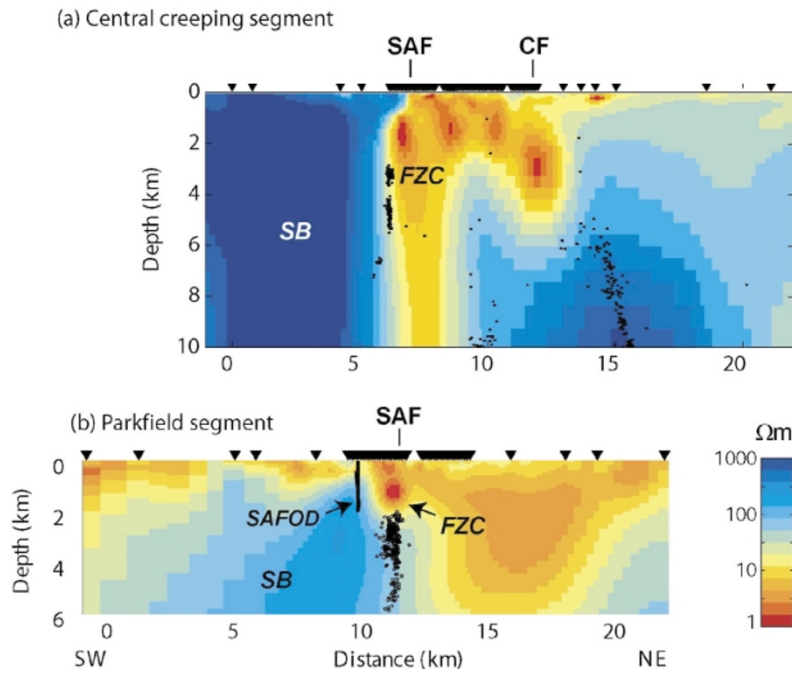 (a) Central creeping segment
SAF CF
0
2
4
6
8
10
Depth (km)
FZC
SB
0 5 10 15 20
(b) Parkfield segment
SAF
Ωm
0
2
4
6
Depth (km)
SAFOD
FZC
SB
1000
100
10
1
0 5 10 15 20
SW Distance (km) NE